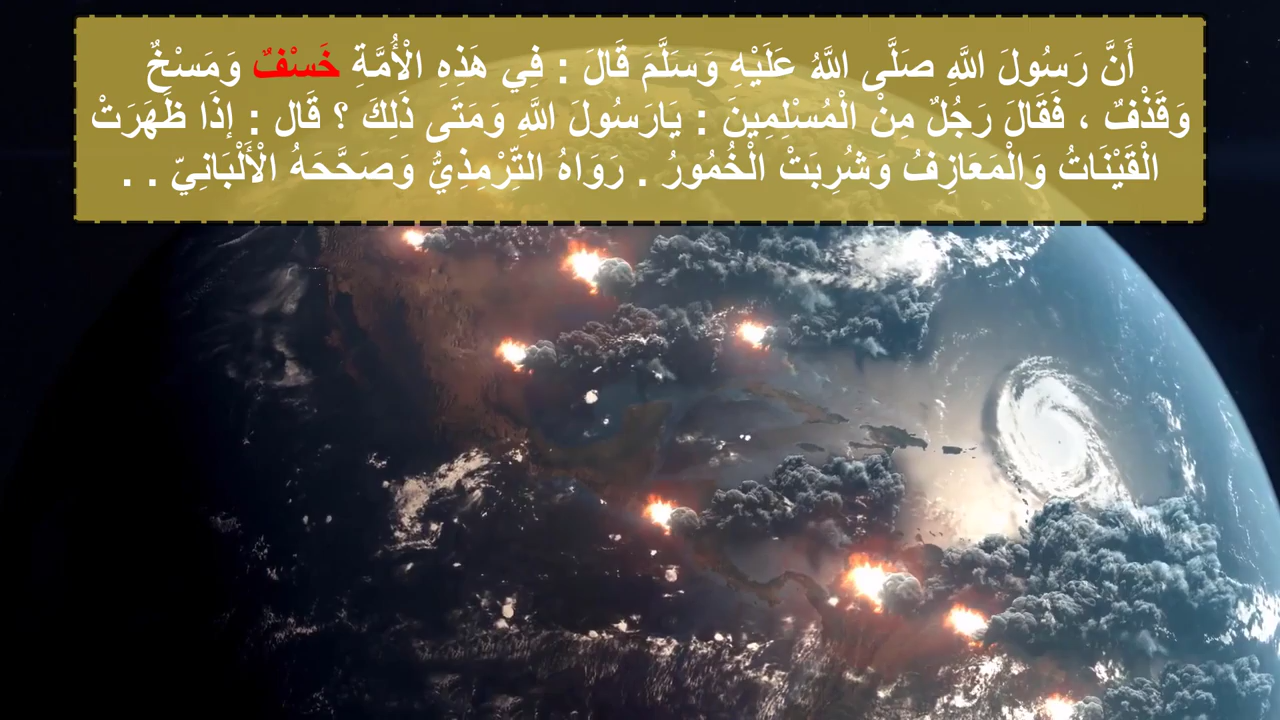 أَنَّ رَسُولَ اللَّهِ صَلَّى اللَّهُ عَلَيْهِ وَسَلَّمَ قَالَ : فِي هَذِهِ الْأُمَّةِ خَسْفٌ وَمَسْخٌ
وَقَذْفٌ ، فَقَالَ رَجُلٌ مِنْ الْمُسْلِمِينَ : يَارَسُولَ اللَّهِ وَمَتَى ذَلِكَ ؟ قَال : إذَا ظَهَرَتْ
الْقَيْنَاتُ وَالْمَعَازِفُ وَشُرِبَتْ الْخُمُورُ . رَوَاهُ التِّرْمِذِيُّ وَصَحَّحَهُ الْأَلْبَانِيّ . .